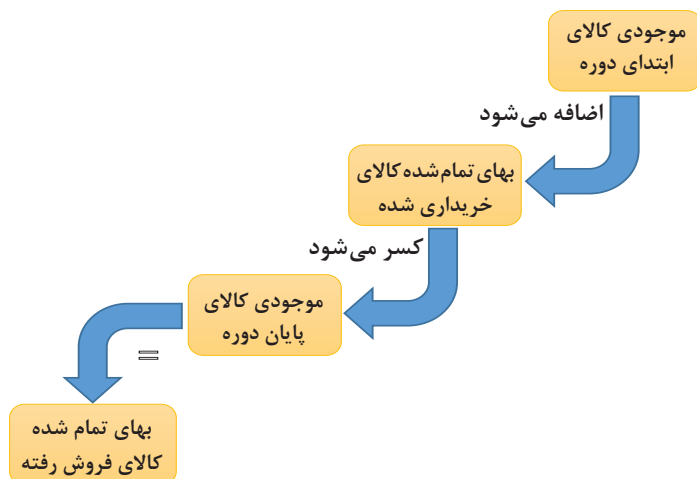 موجودی کالای
ابتدای دوره
اضافه می‌شود
بهای تمام‌شده کالای
خریداری شده
کسر می‌شود
موجودی کالای
پایان دوره
=
بهای تمام شده
کالای فروش رفته